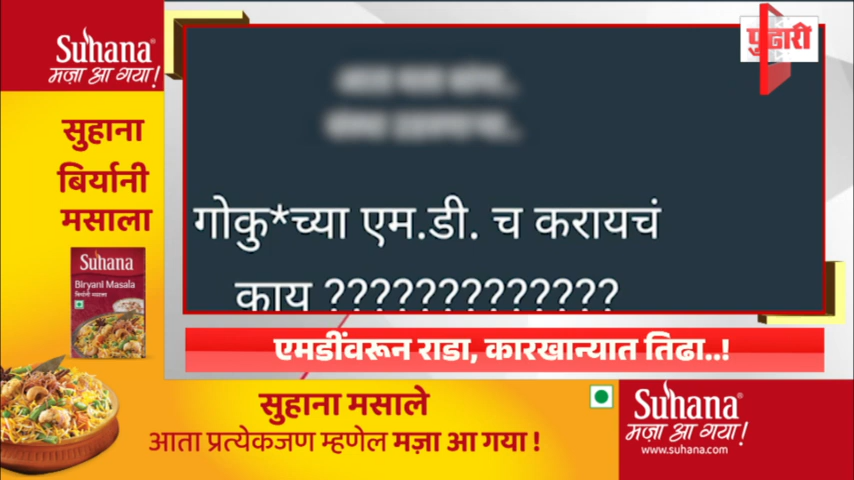 Suhana
मज़ा आ गया!
सुहाना
बिर्यानी
मसाला
Suhana
Biryani Masala
बिर्यानी मसाला
पुढारी
गोकु*च्या एम.डी. च करायचं
काय ?????????????
एमडींवरून राडा, कारखान्यात तिढा..!
सुहाना मसाले
आता प्रत्येकजण म्हणेल मज़ा आ गया !
Suhana
मज़ा आ गया!
www.suhana.com